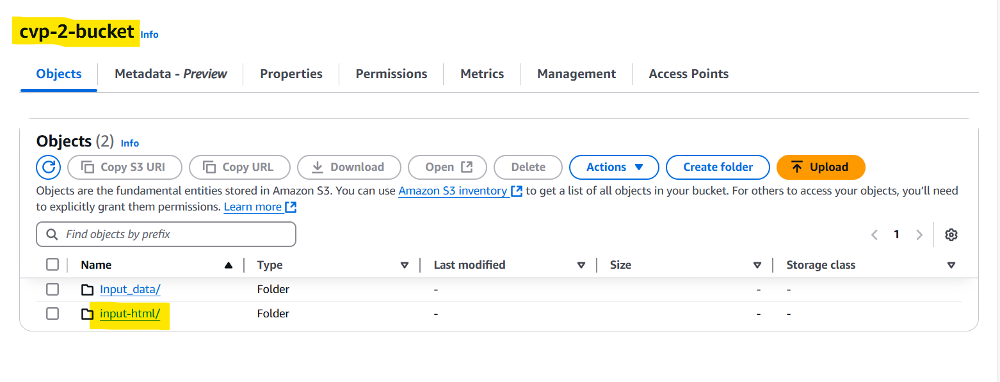 cvp-2-bucket Info
Objects Metadata - Preview Properties Permissions Metrics Management Access Points
Objects (2) Info
Copy S3 URI Copy URL Download Open Delete Actions Create folder Upload
Objects are the fundamental entities stored in Amazon S3. You can use Amazon S3 inventory to get a list of all objects in your bucket. For others to access your objects, you’ll need
to explicitly grant them permissions. Learn more
Find objects by prefix 1
Name Type Last modified Size Storage class
Input_data/ Folder - - -
input-html/ Folder - - -